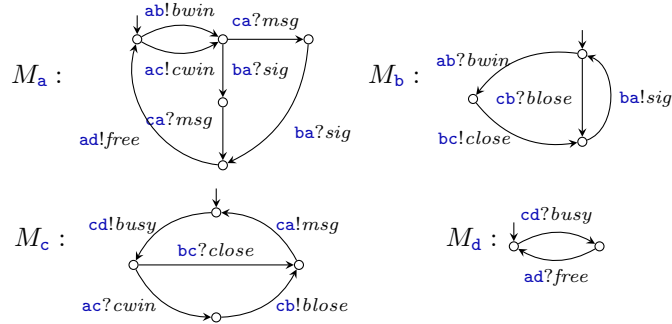 M_a :
ab!bwin
ca?msg
ac!cwin
ba?sig
ca?msg
ad!free
ba?sig
M_b :
ab?bwin
cb?blose
ba!sig
bc!close
M_c :
cd!busy
ca!msg
bc?close
ac?cwin
cb!blose
M_d :
cd?busy
ad?free